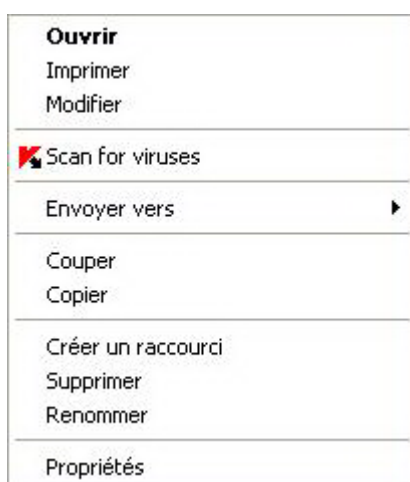 Ouvrir
Imprimer
Modifier
Scan for viruses
Envoyer vers
Couper
Copier
Créer un raccourci
Supprimer
Renommer
Propriétés